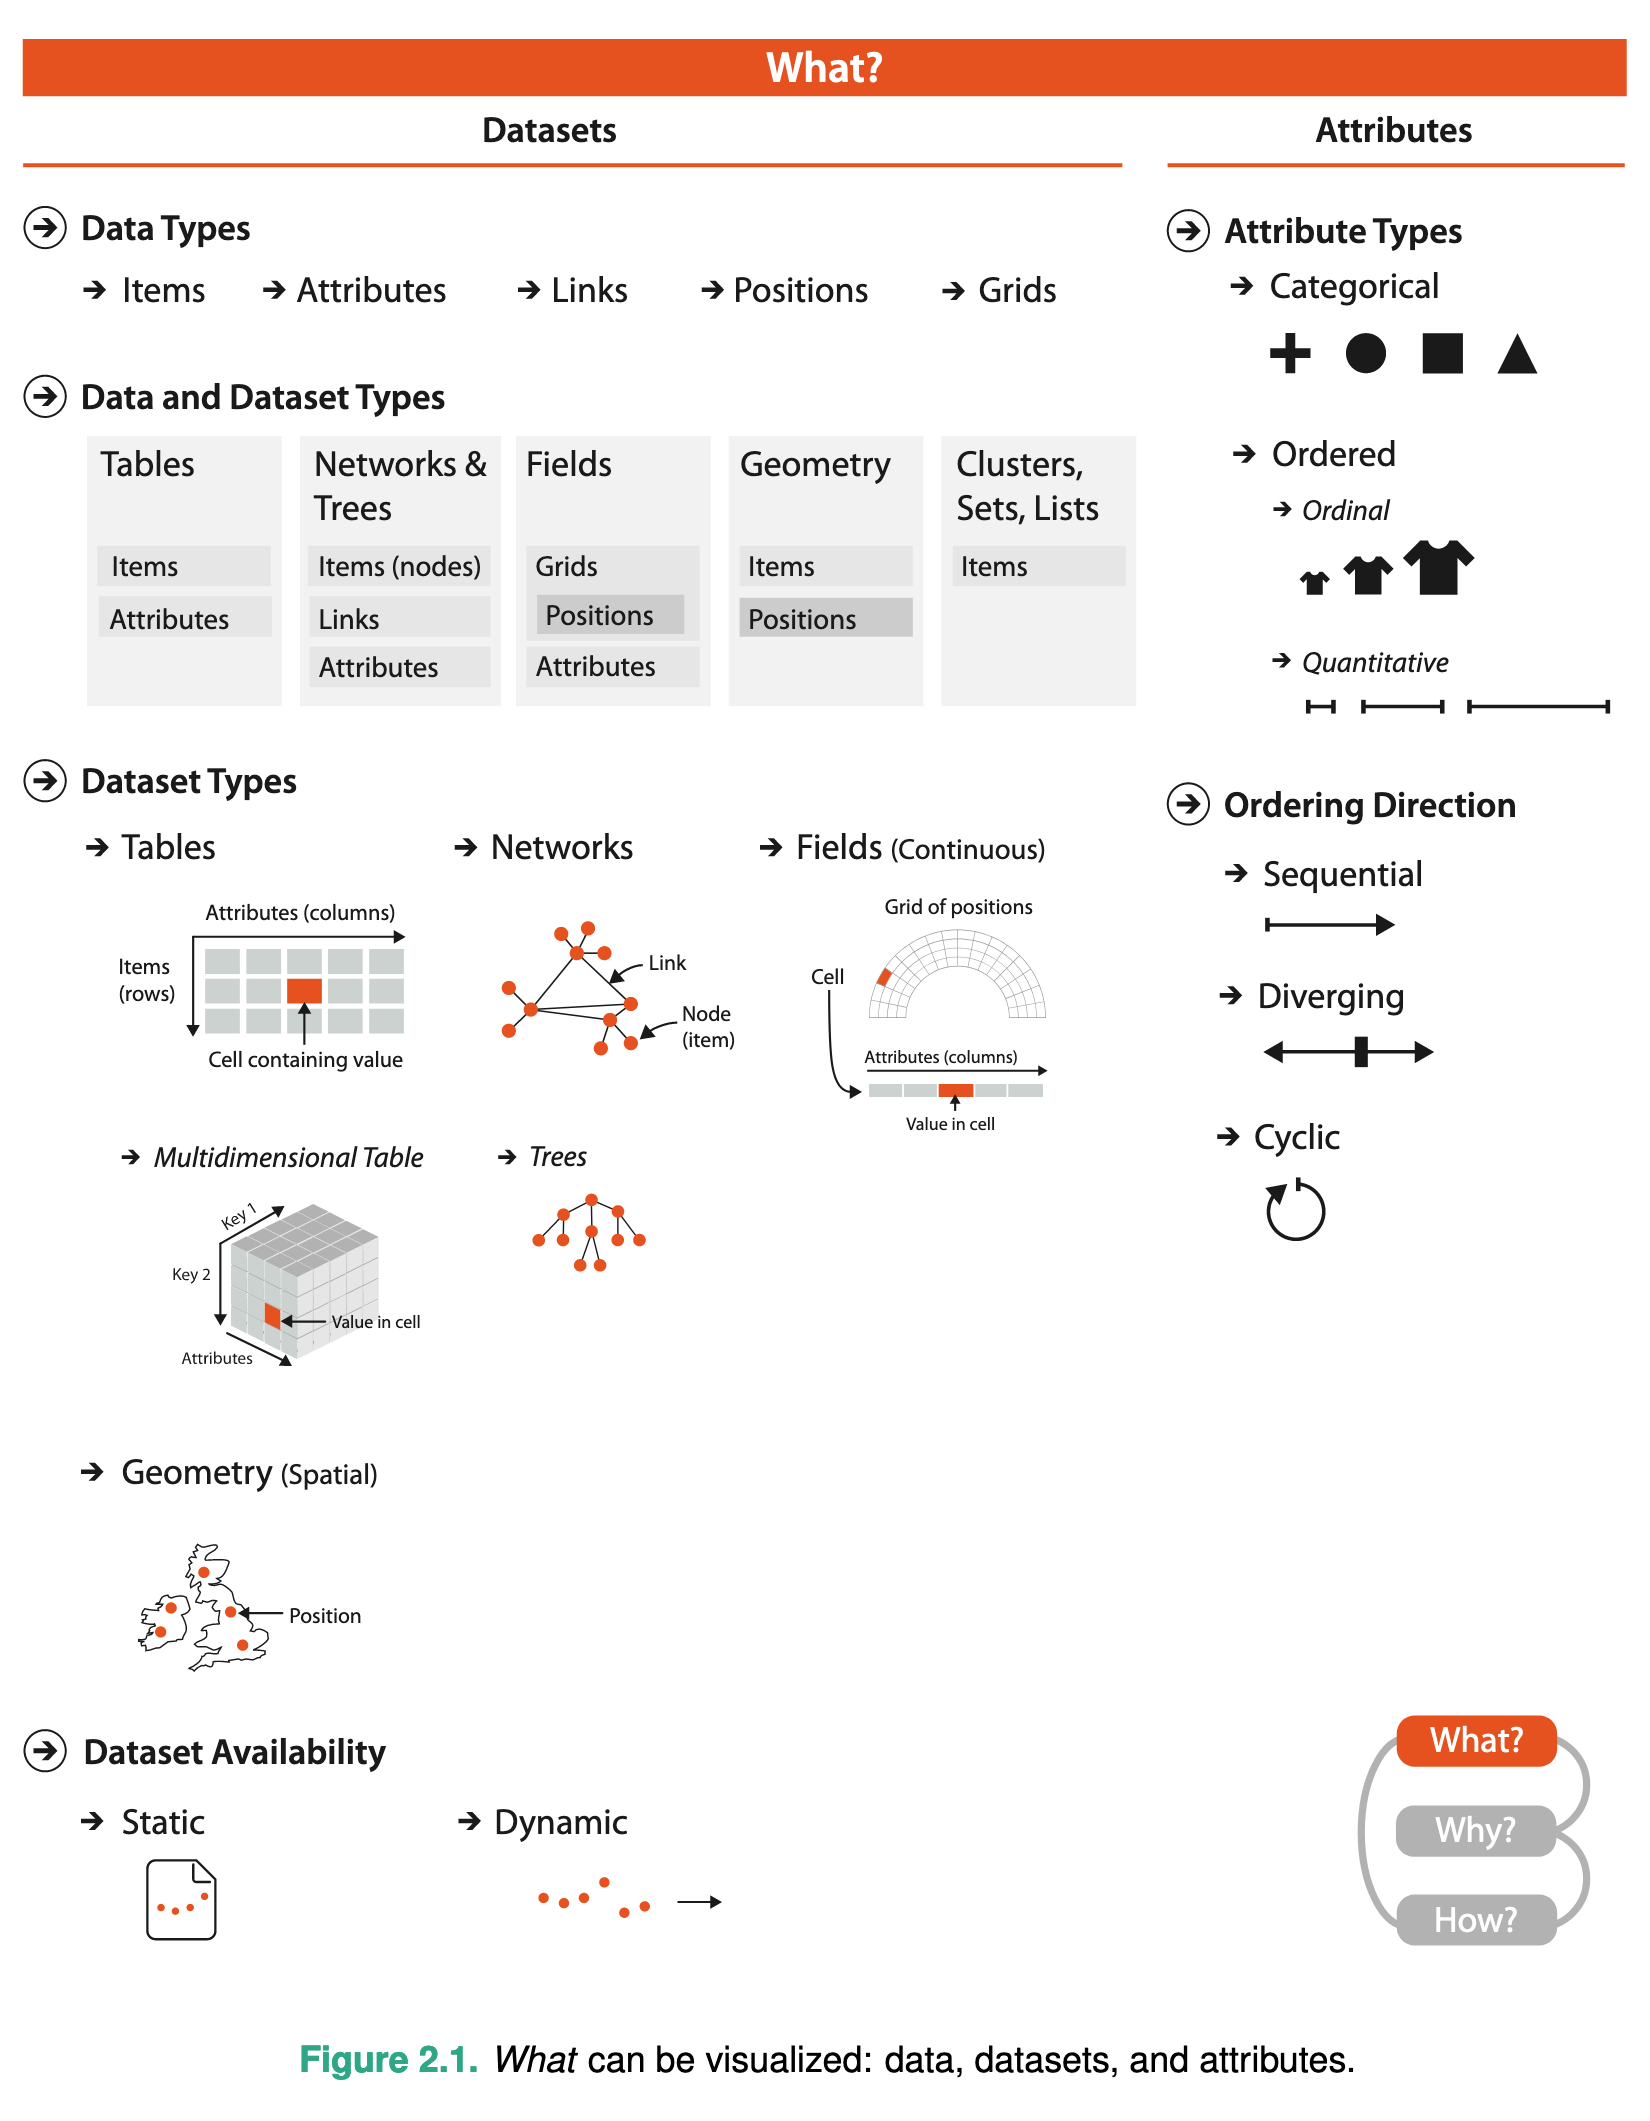 What?
Datasets
Attributes
Data Types
Items
Attributes
Links
Positions
Grids
Data and Dataset Types
Tables
Items
Attributes
Networks &
Trees
Items (nodes)
Links
Attributes
Fields
Grids
Positions
Attributes
Geometry
Items
Positions
Clusters,
Sets, Lists
Items
Dataset Types
Tables
Attributes (columns)
Items
(rows)
Cell containing value
Networks
Link
Node
(item)
Fields (Continuous)
Grid of positions
Cell
Attributes (columns)
Value in cell
Multidimensional Table
Key 1
Key 2
Value in cell
Attributes
Trees
Geometry (Spatial)
Position
Dataset Availability
Static
Dynamic
Attribute Types
Categorical
Ordered
Ordinal
Quantitative
Ordering Direction
Sequential
Diverging
Cyclic
What?
Why?
How?
Figure 2.1. What can be visualized: data, datasets, and attributes.